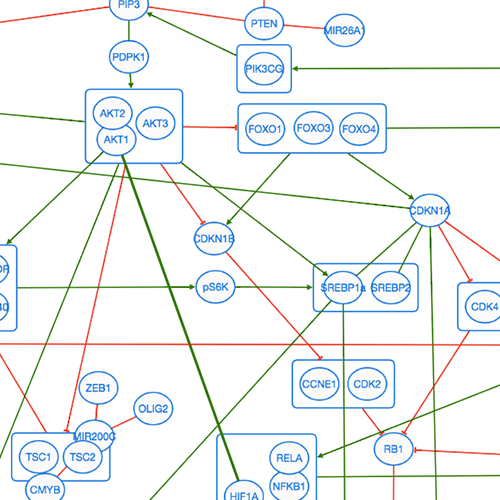 PIP3
PTEN
MIR26A1
PDPK1
PIK3CG
AKT2
AKT3
AKT1
FOXO1
FOXO3
FOXO4
CDKN1A
CDKN1B
pS6K
SREBP1a
SREBP2
CDK4
CCNE1
CDK2
ZEB1
OLIG2
MIR200C
TSC1
TSC2
RB1
RELA
CMYB
NFKB1
HIF1A